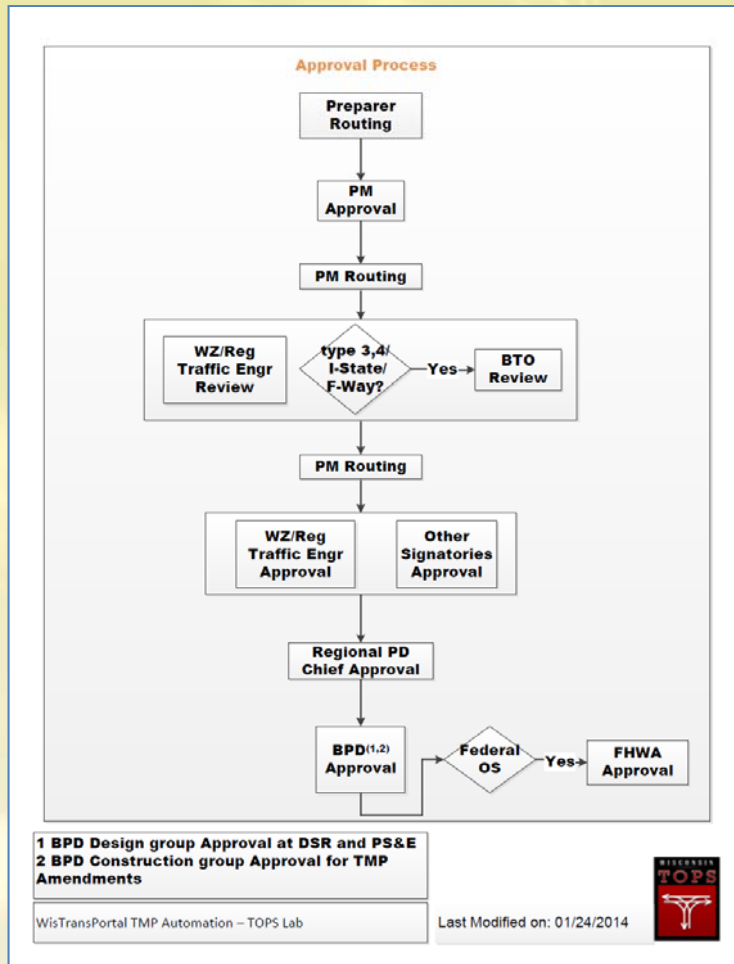 Approval Process
Preparer
Routing
PM
Approval
PM Routing
WZ/Reg
Traffic Engr
Review
type 3,4/
I-State/
F-Way?
Yes
BTO
Review
PM Routing
WZ/Reg
Traffic Engr
Approval
Other
Signatories
Approval
Regional PD
Chief Approval
BPD(1,2)
Approval
Federal
OS
Yes
FHWA
Approval
1 BPD Design group Approval at DSR and PS&E
2 BPD Construction group Approval for TMP
Amendments
WisTransPortal TMP Automation – TOPS Lab
Last Modified on: 01/24/2014
WISCONSIN
TOPS